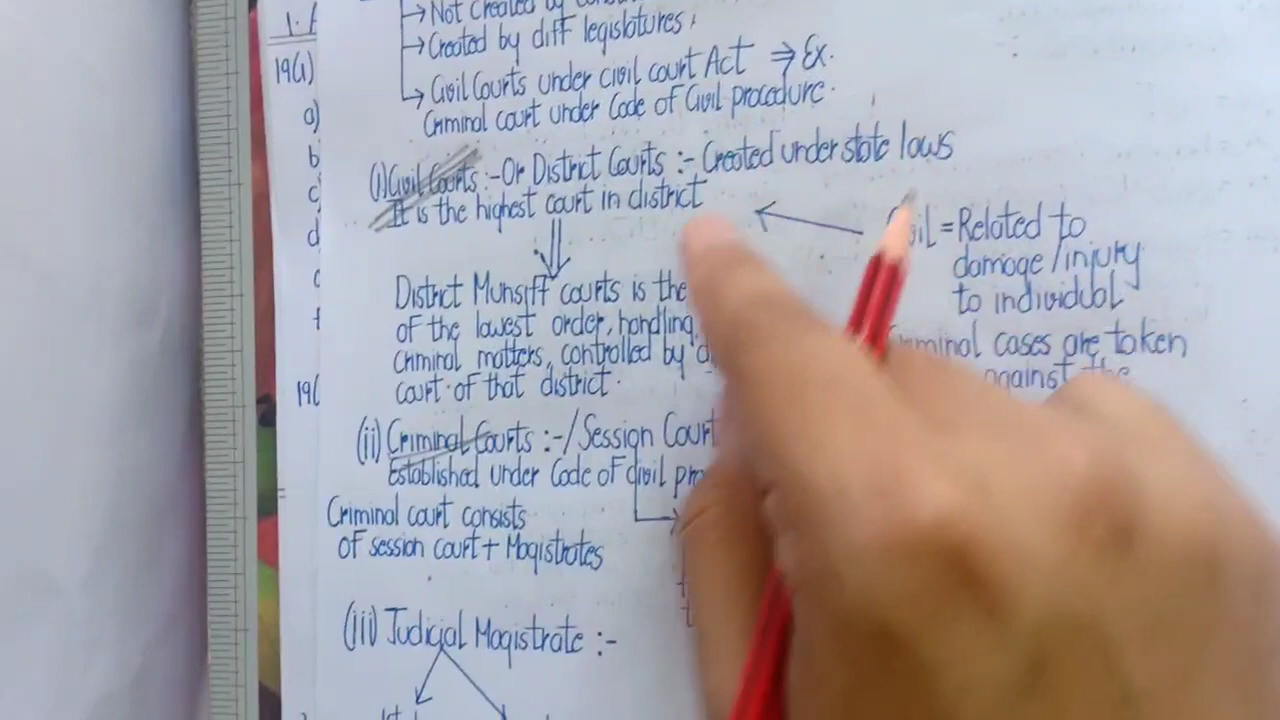 1.
19(1)
a)
b
c
d
19(
→ Not Created by
→ Created by diff legislatures,
→ Civil Courts under civil court Act ⇒ Ex.
Criminal court under Code of Civil procedure.
(i) Civil Courts :- Or District Courts :- Created under state laws
It is the highest court in district
District Munsiff courts is the
of the lowest order, handling
criminal matters, controlled by
court of that district.
= Related to
damage/injury
to individual
cases are taken
against the
(ii) Criminal Courts :-/Session Court
Established under Code of civil
Criminal court consists
of session court + Magistrates
(iii) Judicial Magistrate :-